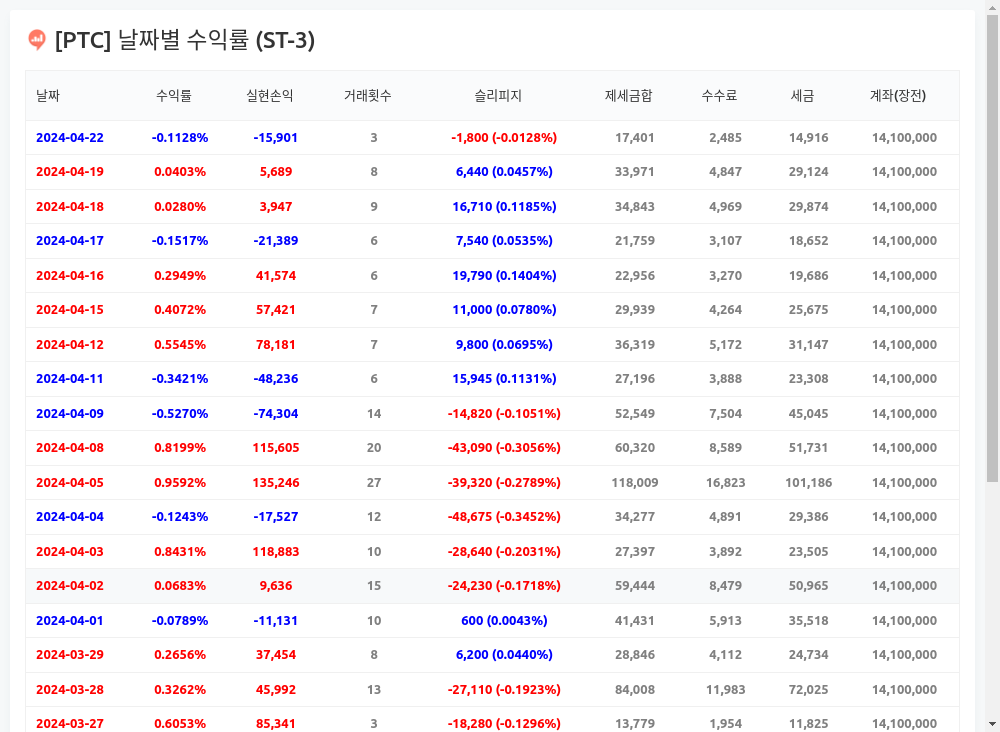 [PTC] 날짜별 수익률 (ST-3)
날짜 수익률 실현손익 거래횟수 슬리피지 제세금합 수수료 세금 계좌(장전)
2024-04-22 -0.1128% -15,901 3 -1,800 (-0.0128%) 17,401 2,485 14,916 14,100,000
2024-04-19 0.0403% 5,689 8 6,440 (0.0457%) 33,971 4,847 29,124 14,100,000
2024-04-18 0.0280% 3,947 9 16,710 (0.1185%) 34,843 4,969 29,874 14,100,000
2024-04-17 -0.1517% -21,389 6 7,540 (0.0535%) 21,759 3,107 18,652 14,100,000
2024-04-16 0.2949% 41,574 6 19,790 (0.1404%) 22,956 3,270 19,686 14,100,000
2024-04-15 0.4072% 57,421 7 11,000 (0.0780%) 29,939 4,264 25,675 14,100,000
2024-04-12 0.5545% 78,181 7 9,800 (0.0695%) 36,319 5,172 31,147 14,100,000
2024-04-11 -0.3421% -48,236 6 15,945 (0.1131%) 27,196 3,888 23,308 14,100,000
2024-04-09 -0.5270% -74,304 14 -14,820 (-0.1051%) 52,549 7,504 45,045 14,100,000
2024-04-08 0.8199% 115,605 20 -43,090 (-0.3056%) 60,320 8,589 51,731 14,100,000
2024-04-05 0.9592% 135,246 27 -39,320 (-0.2789%) 118,009 16,823 101,186 14,100,000
2024-04-04 -0.1243% -17,527 12 -48,675 (-0.3452%) 34,277 4,891 29,386 14,100,000
2024-04-03 0.8431% 118,883 10 -28,640 (-0.2031%) 27,397 3,892 23,505 14,100,000
2024-04-02 0.0683% 9,636 15 -24,230 (-0.1718%) 59,444 8,479 50,965 14,100,000
2024-04-01 -0.0789% -11,131 10 600 (0.0043%) 41,431 5,913 35,518 14,100,000
2024-03-29 0.2656% 37,454 8 6,200 (0.0440%) 28,846 4,112 24,734 14,100,000
2024-03-28 0.3262% 45,992 13 -27,110 (-0.1923%) 84,008 11,983 72,025 14,100,000
2024-03-27 0.6053% 85,341 3 -18,280 (-0.1296%) 13,779 1,954 11,825 14,100,000